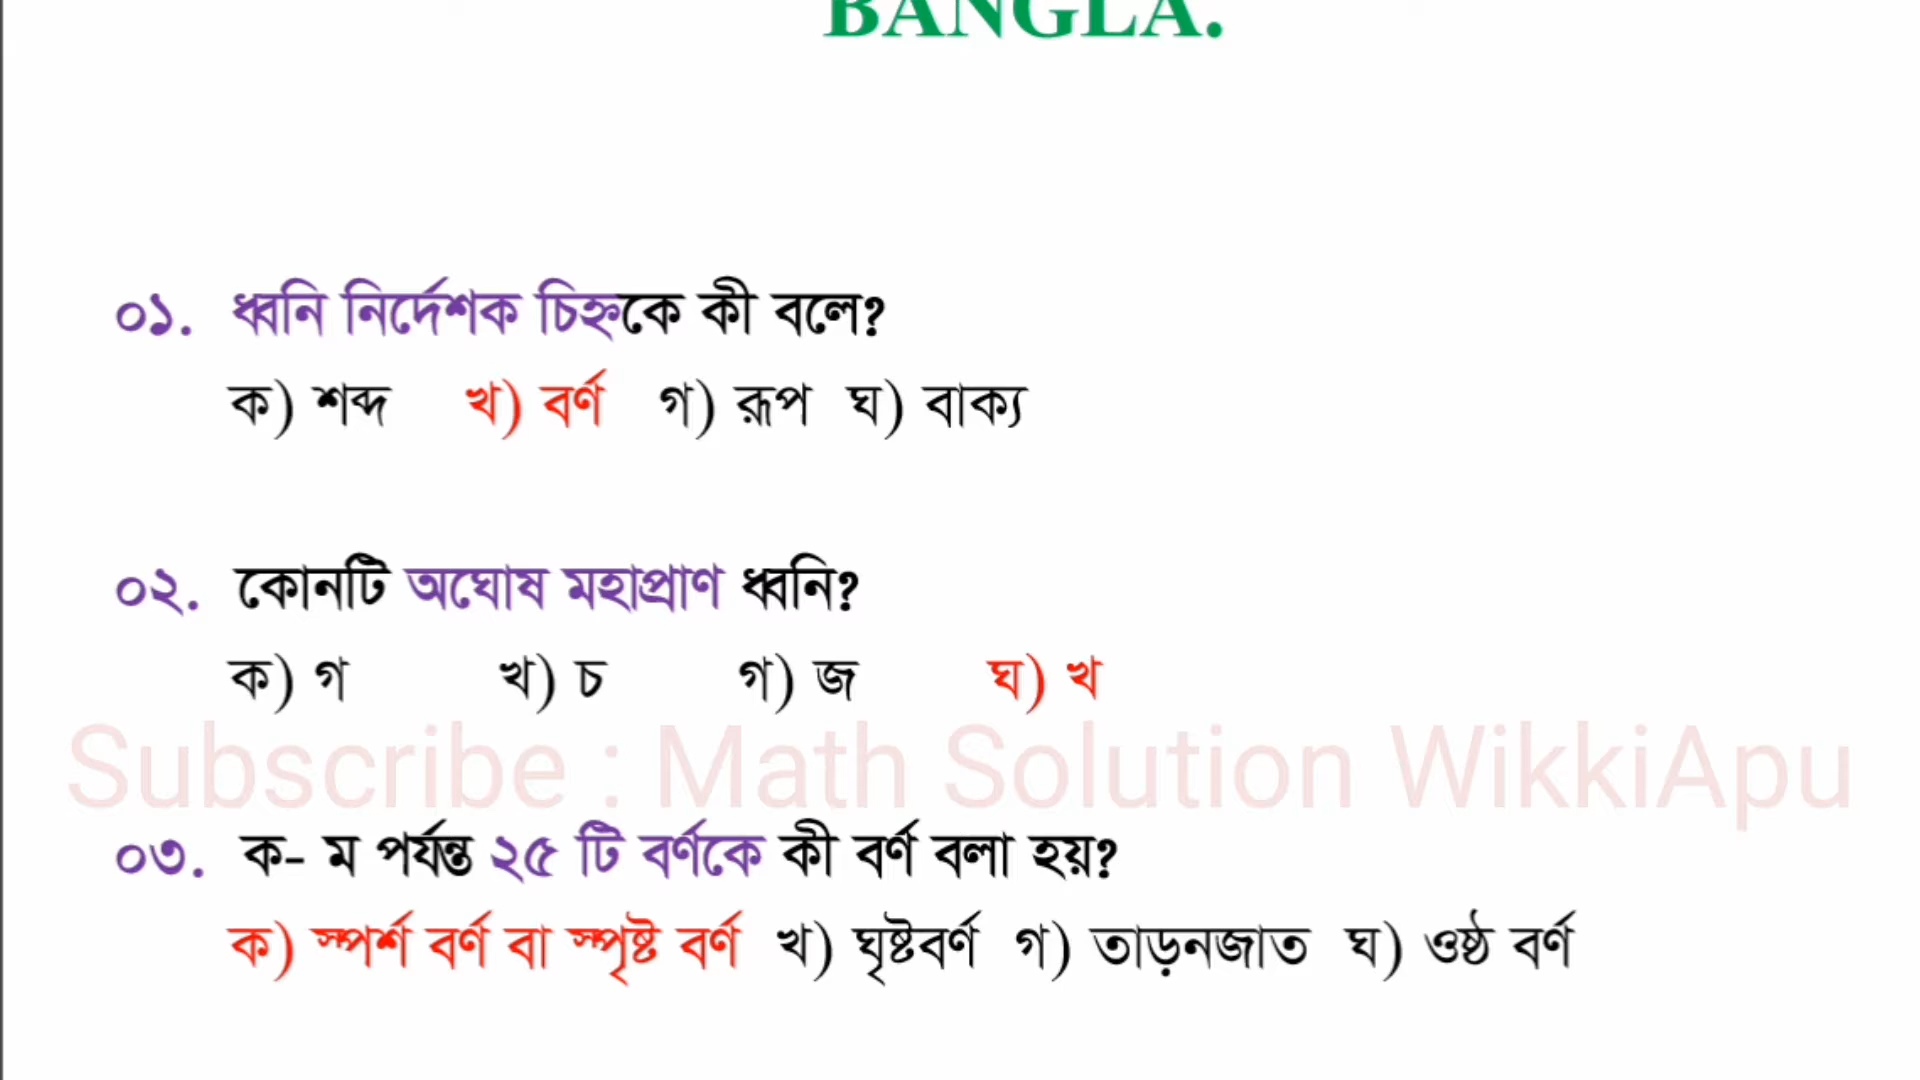 BANGLA.
০১. ধ্বনি নির্দেশক চিহ্নকে কী বলে?
ক) শব্দ খ) বর্ণ গ) রূপ ঘ) বাক্য
০২. কোনটি অঘোষ মহাপ্রাণ ধ্বনি?
ক) গ খ) চ গ) জ ঘ) খ
Subscribe : Math Solution WikkiApu
০৩. ক- ম পর্যন্ত ২৫ টি বর্ণকে কী বর্ণ বলা হয়?
ক) স্পর্শ বর্ণ বা স্পৃষ্ট বর্ণ খ) ঘৃষ্টবর্ণ গ) তাড়নজাত ঘ) ওষ্ঠ বর্ণ